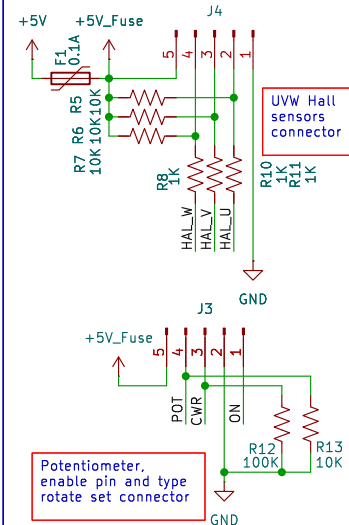 J4
+5V
+5V_Fuse
F1
0.1A
5
4
3
2
1
R5
10K
R6
10K
R7
10K
UVW Hall
sensors
connector
R8
1K
R10
1K
R11
1K
HAL_W
HAL_V
HAL_U
GND
J3
+5V_Fuse
5
4
3
2
1
POT
CWR
ON
R12
100K
R13
10K
Potentiometer,
enable pin and type
rotate set connector
GND